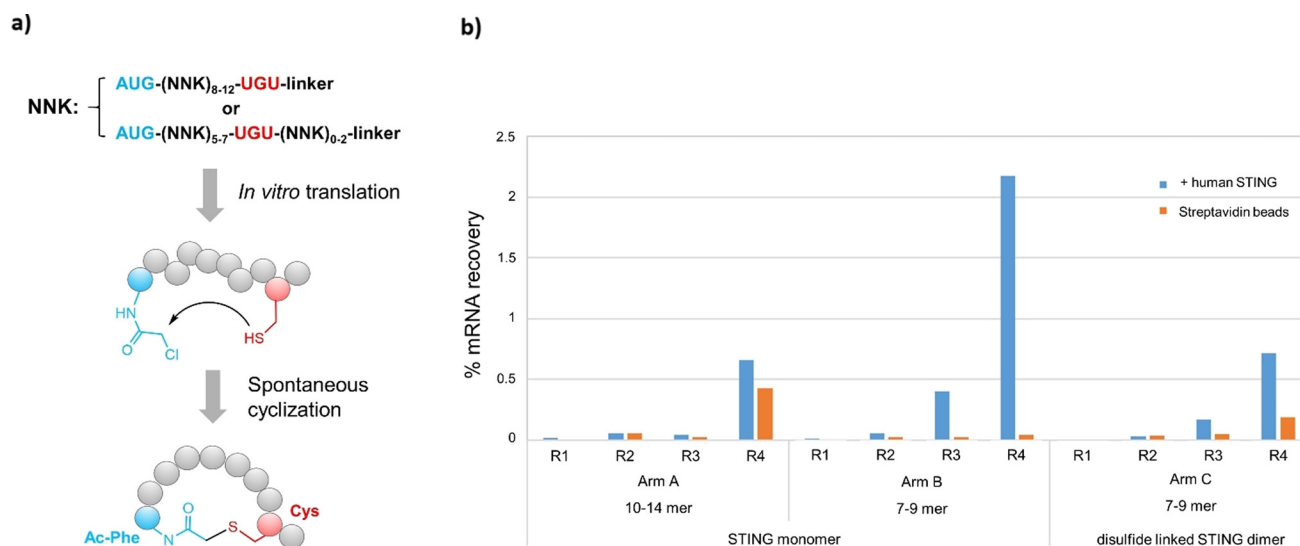 a)
NNK:
AUG-(NNK)8-12-UGU-linker
or
AUG-(NNK)5-7-UGU-(NNK)0-2-linker
In vitro translation
HN
O
Cl
HS
Spontaneous
cyclization
O
S
N
Ac-Phe
Cys
b)
% mRNA recovery
2.5
2
1.5
1
0.5
0
+ human STING
Streptavidin beads
R1 R2 R3 R4 R1 R2 R3 R4 R1 R2 R3 R4
Arm A Arm B Arm C
10-14 mer 7-9 mer 7-9 mer
STING monomer disulfide linked STING dimer